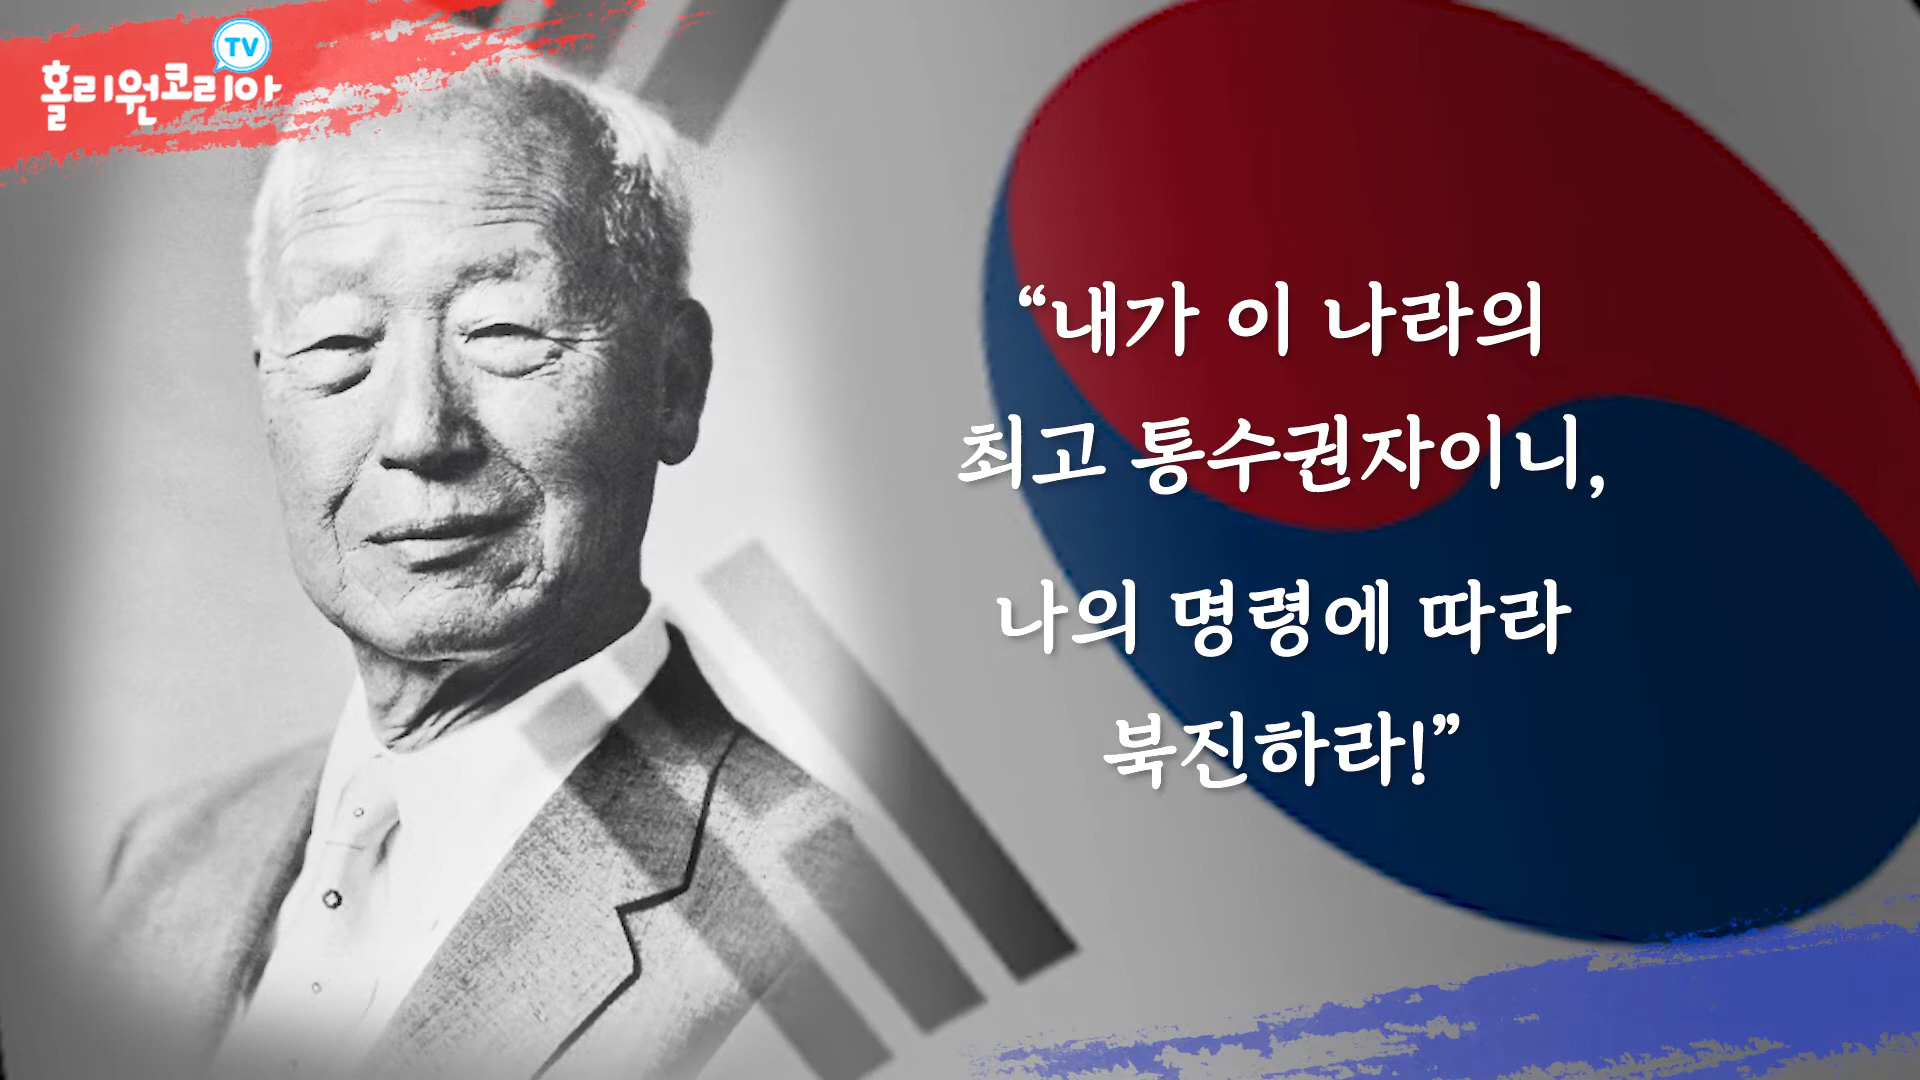 TV
홀리원코리아
“내가 이 나라의
최고 통수권자이니,
나의 명령에 따라
북진하라!”